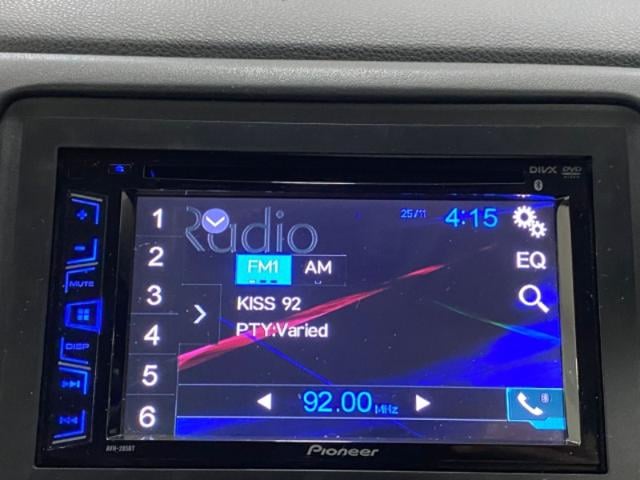 DIVX DVD
VIDEO
+
-
MUTE
DISP
1
2
3
4
5
6
Radio
25/11
4:15
FM1 AM
EQ
KISS 92
PTY:Varied
92.00 MHz
AVH-285BT
Pioneer